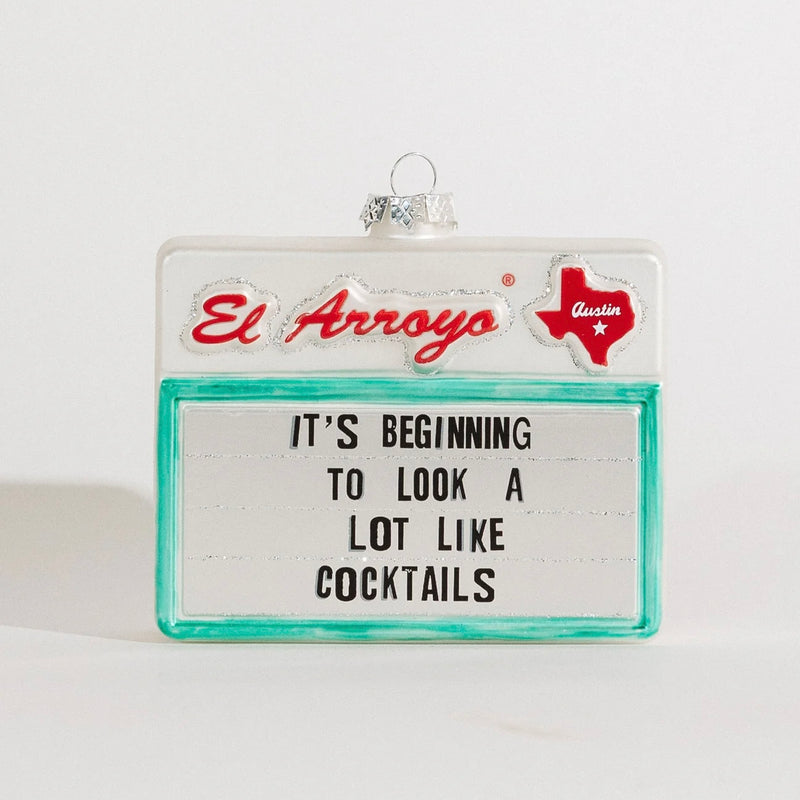 El Arroyo®
Austin
IT'S BEGINNING
TO LOOK A
LOT LIKE
COCKTAILS